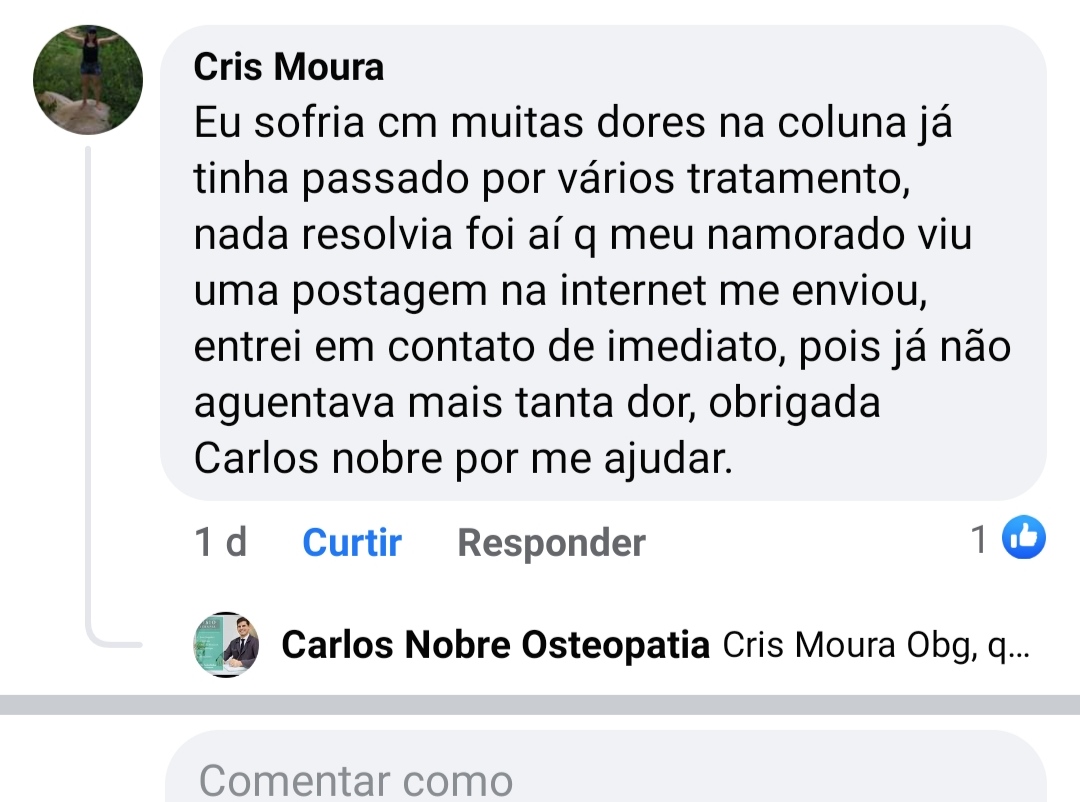 Cris Moura
Eu sofria cm muitas dores na coluna já
tinha passado por vários tratamento,
nada resolvia foi aí q meu namorado viu
uma postagem na internet me enviou,
entrei em contato de imediato, pois já não
aguentava mais tanta dor, obrigada
Carlos nobre por me ajudar.
1 d Curtir Responder 1
Carlos Nobre Osteopatia Cris Moura Obg, q...
Comentar como